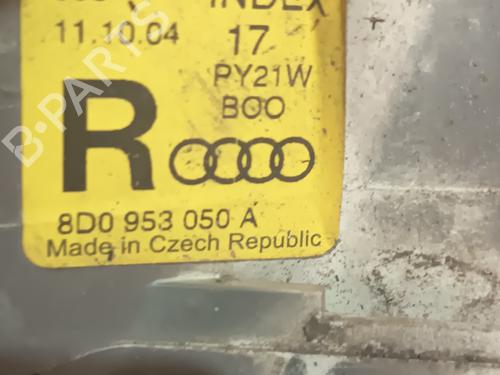 INDEX
11.10.04 17
PY21W
BOO
R
8D0 953 050 A
Made in Czech Republic
B-PARTS